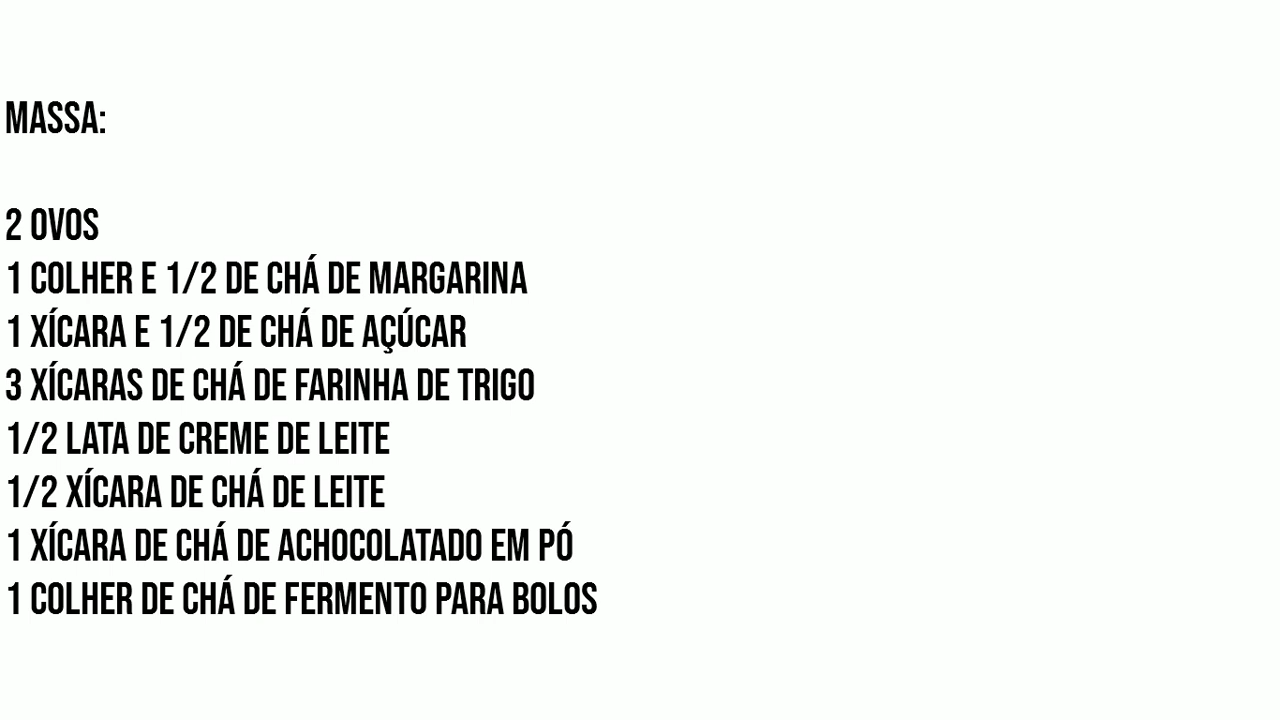 MASSA:
2 OVOS
1 COLHER E 1/2 DE CHÁ DE MARGARINA
1 XÍCARA E 1/2 DE CHÁ DE AÇÚCAR
3 XÍCARAS DE CHÁ DE FARINHA DE TRIGO
1/2 LATA DE CREME DE LEITE
1/2 XÍCARA DE CHÁ DE LEITE
1 XÍCARA DE CHÁ DE ACHOCOLATADO EM PÓ
1 COLHER DE CHÁ DE FERMENTO PARA BOLOS